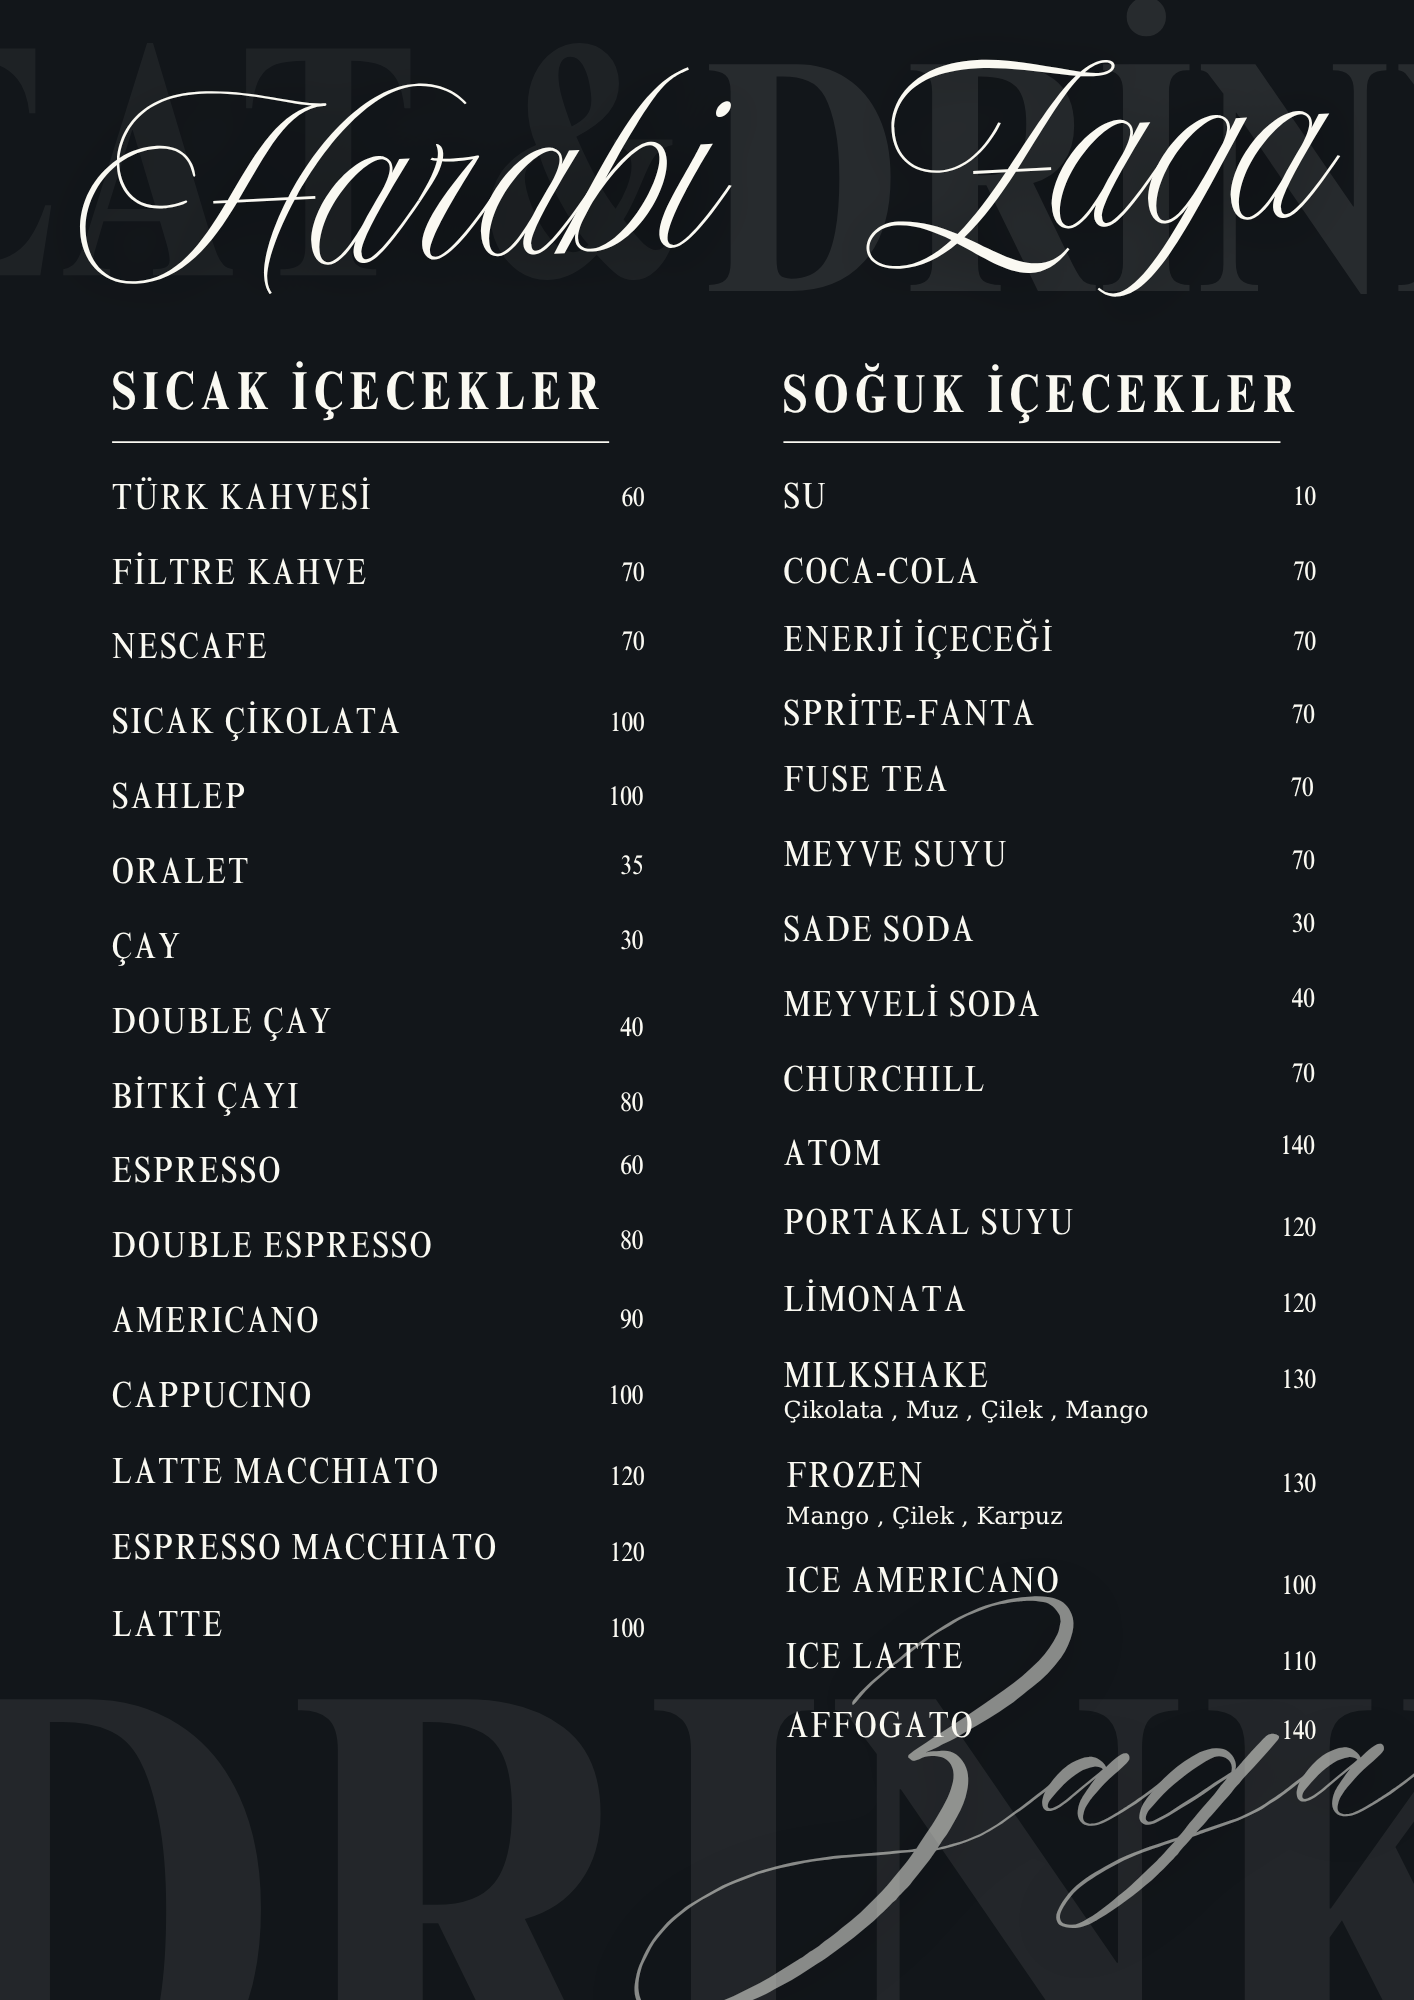 EAT & DRİNK
Harabi Zaga
SICAK İÇECEKLER
TÜRK KAHVESİ 60
FİLTRE KAHVE 70
NESCAFE 70
SICAK ÇİKOLATA 100
SAHLEP 100
ORALET 35
ÇAY 30
DOUBLE ÇAY 40
BİTKİ ÇAYI 80
ESPRESSO 60
DOUBLE ESPRESSO 80
AMERICANO 90
CAPPUCINO 100
LATTE MACCHIATO 120
ESPRESSO MACCHIATO 120
LATTE 100
SOĞUK İÇECEKLER
SU 10
COCA-COLA 70
ENERJİ İÇECEĞİ 70
SPRİTE-FANTA 70
FUSE TEA 70
MEYVE SUYU 70
SADE SODA 30
MEYVELİ SODA 40
CHURCHILL 70
ATOM 140
PORTAKAL SUYU 120
LİMONATA 120
MILKSHAKE 130
Çikolata , Muz , Çilek , Mango
FROZEN 130
Mango , Çilek , Karpuz
ICE AMERICANO 100
ICE LATTE 110
AFFOGATO 140
Zaga
DRINK